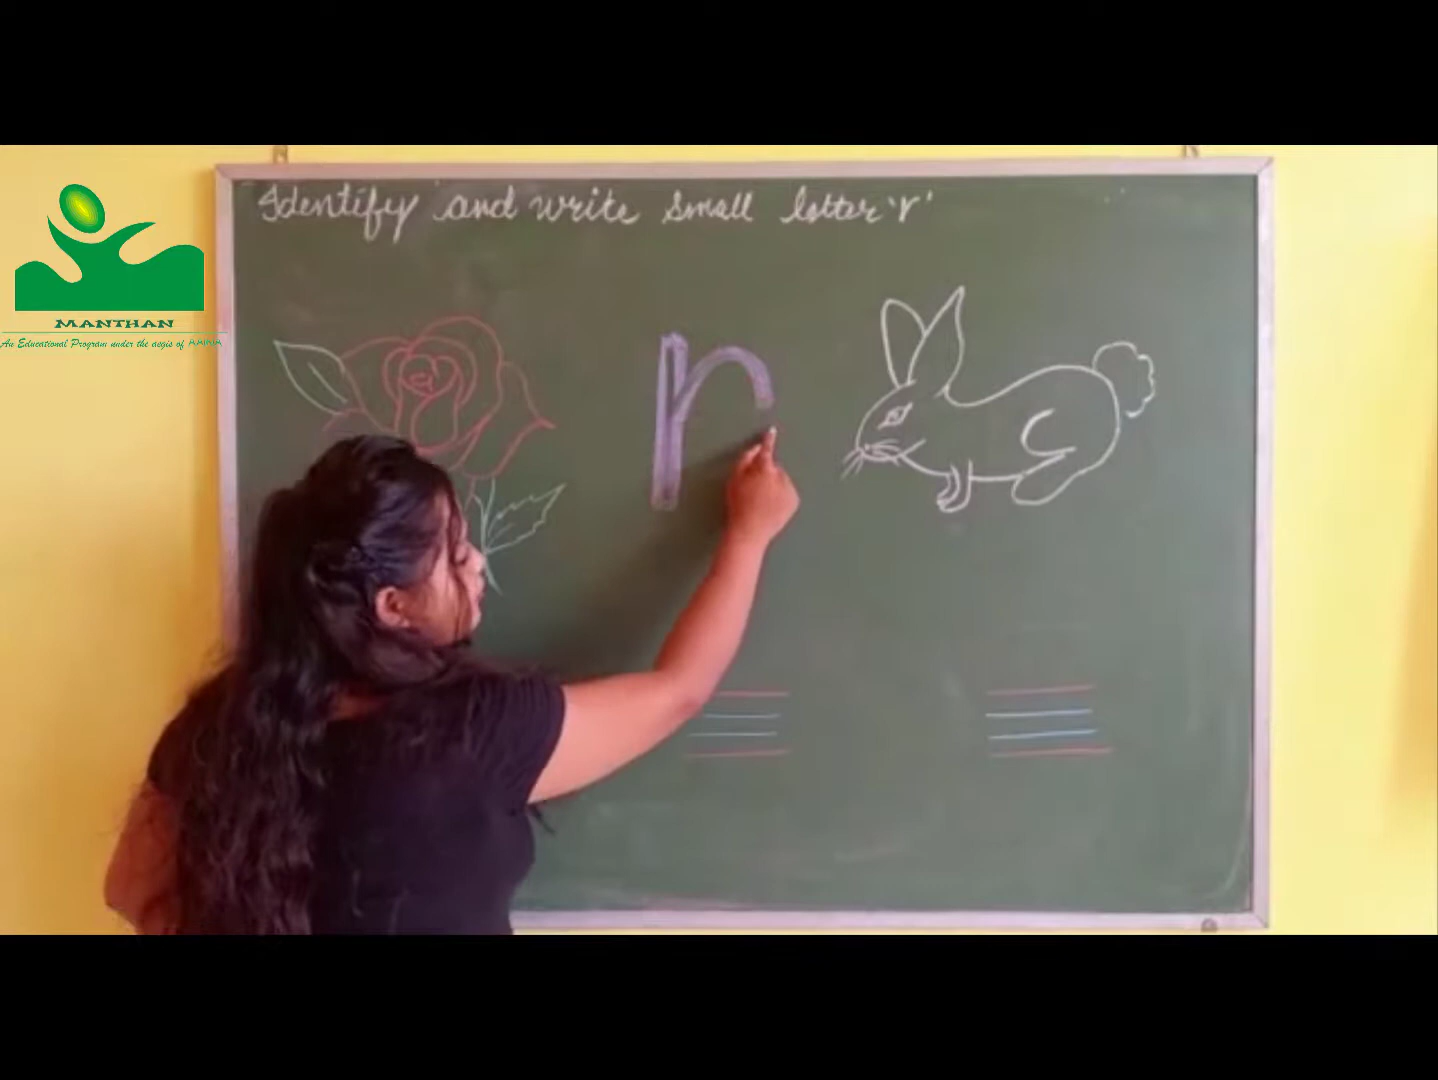 Identify and write small letter 'r'
MANTHAN
An Educational Program under the aegis of
r